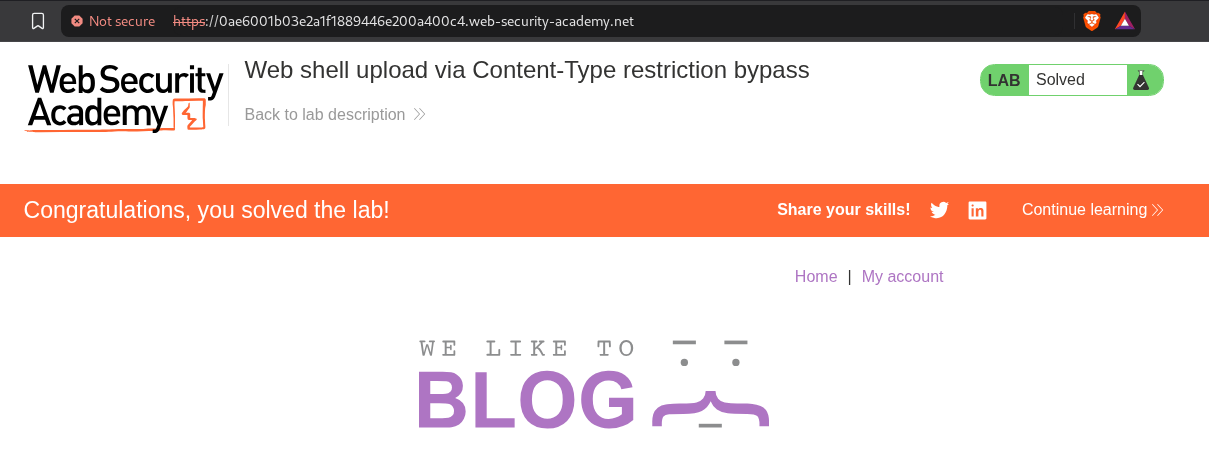 Not secure https://0ae6001b03e2a1f1889446e200a400c4.web-security-academy.net
Web Security
Academy
Web shell upload via Content-Type restriction bypass
Back to lab description
LAB Solved
Congratulations, you solved the lab!
Share your skills!
Continue learning
Home | My account
WE LIKE TO
BLOG